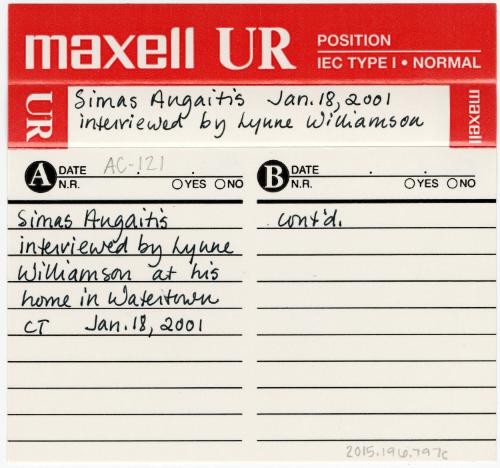 maxell UR POSITION
IEC TYPE I • NORMAL
UR
Simas Augaitis Jan. 18, 2001
interviewed by Lynne Williamson
maxell
A DATE AC-121
N.R. YES NO
B DATE
N.R. YES NO
Simas Augaitis
interviewed by Lynne
Williamson at his
home in Watertown
CT Jan. 18, 2001
cont'd.
2015.196.797c